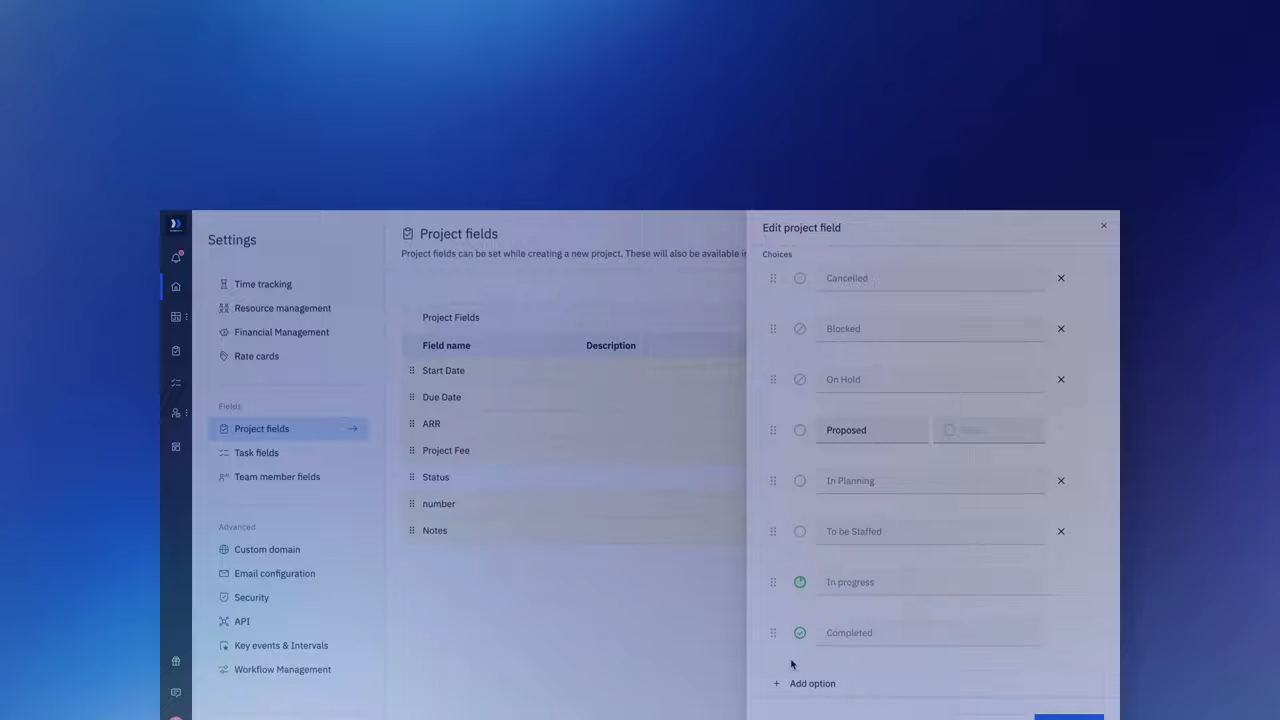 Settings
Time tracking
Resource management
Financial Management
Rate cards
Fields
Project fields
Task fields
Team member fields
Advanced
Custom domain
Email configuration
Security
API
Key events & Intervals
Workflow Management
Project fields
Project fields can be set while creating a new project. These will also be available
Project Fields
Field name Description
Start Date
Due Date
ARR
Project Fee
Status
number
Notes
Edit project field
Choices
Cancelled
Blocked
On Hold
Proposed
In Planning
To be Staffed
In progress
Completed
+ Add option